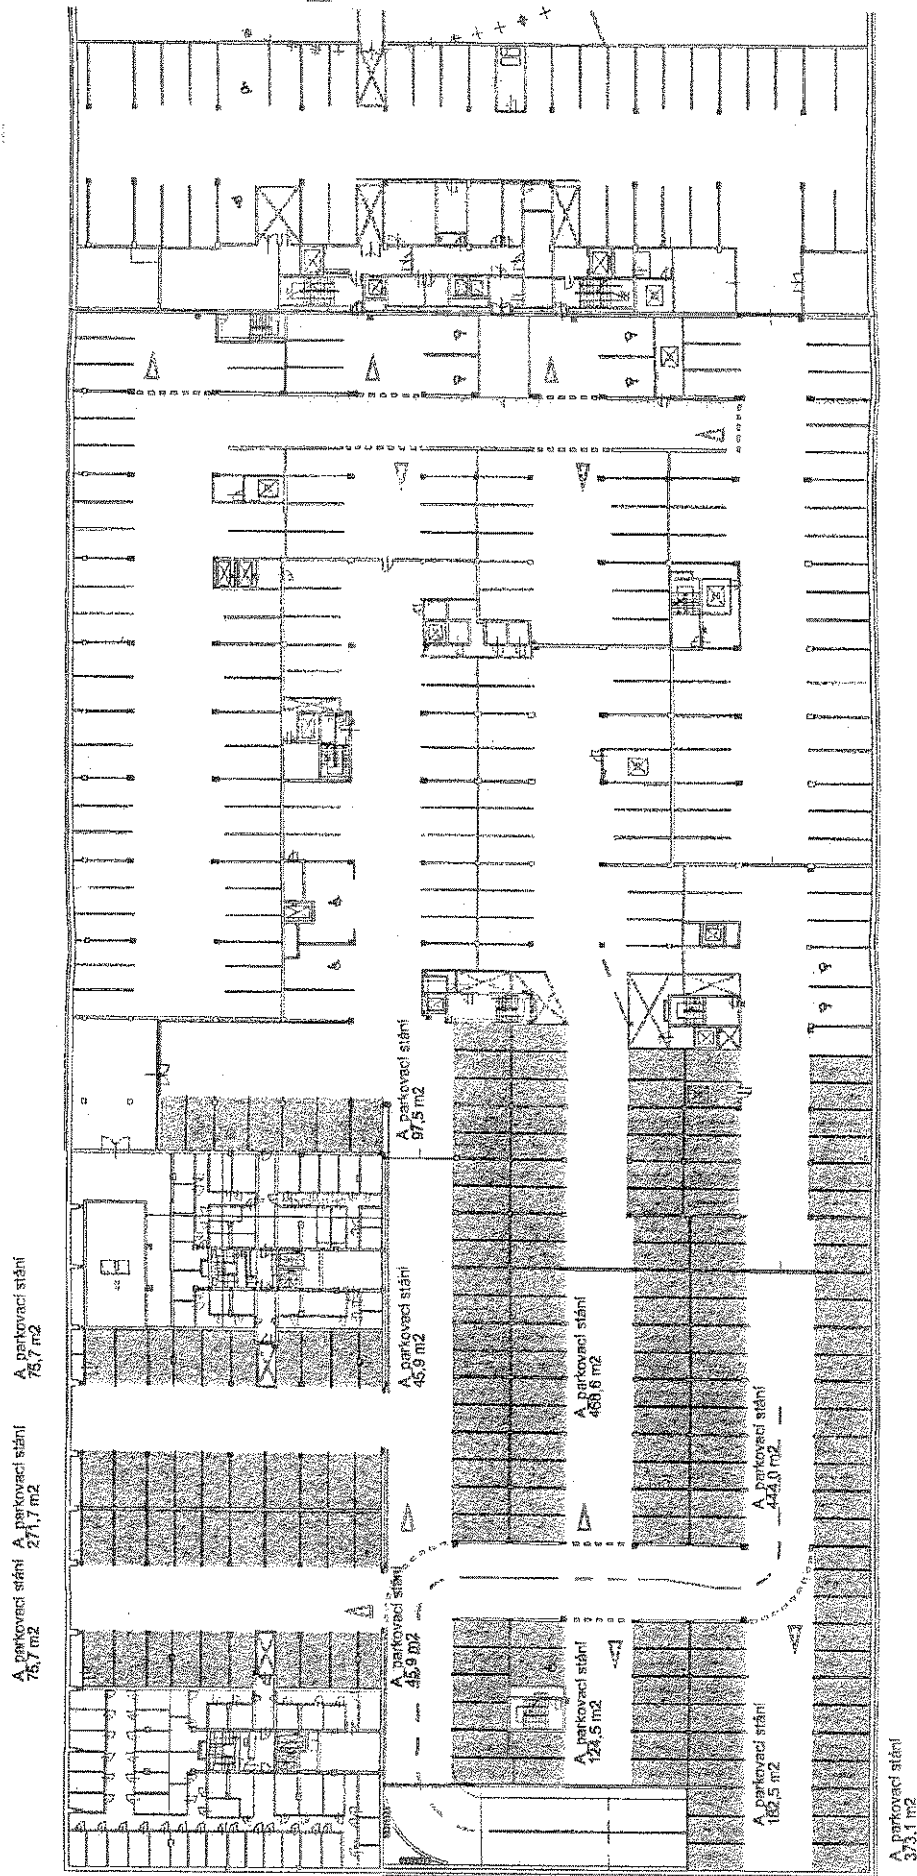 A_parkovací stání
97,5 m2
A_parkovací stání
75,7 m2
A_parkovací stání
45,9 m2
A_parkovací stání
271,7 m2
A_parkovací stání
75,7 m2
A_parkovací stání
45,9 m2
A_parkovací stání
458,6 m2
A_parkovací stání
444,0 m2
A_parkovací stání
124,5 m2
A_parkovací stání
182,5 m2
A_parkovací stání
373,1 m2